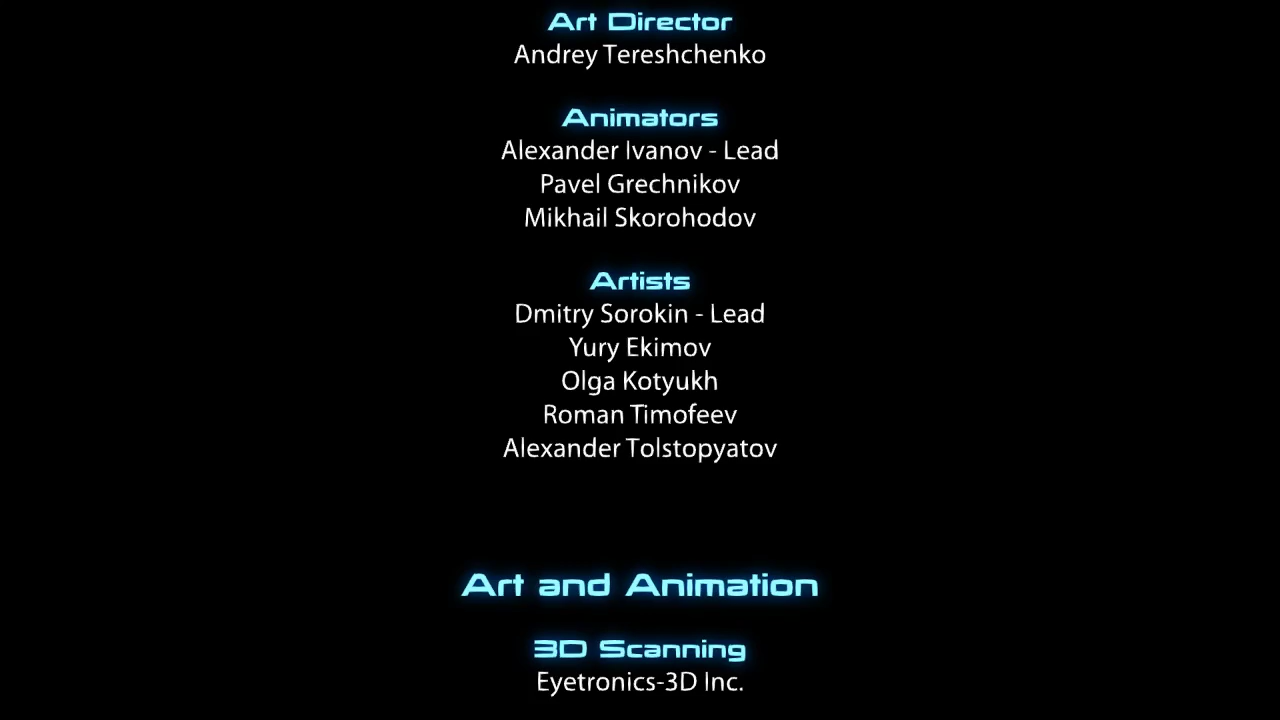 Art Director
Andrey Tereshchenko
Animators
Alexander Ivanov - Lead
Pavel Grechnikov
Mikhail Skorohodov
Artists
Dmitry Sorokin - Lead
Yury Ekimov
Olga Kotyukh
Roman Timofeev
Alexander Tolstopyatov
Art and Animation
3D Scanning
Eyetronics-3D Inc.